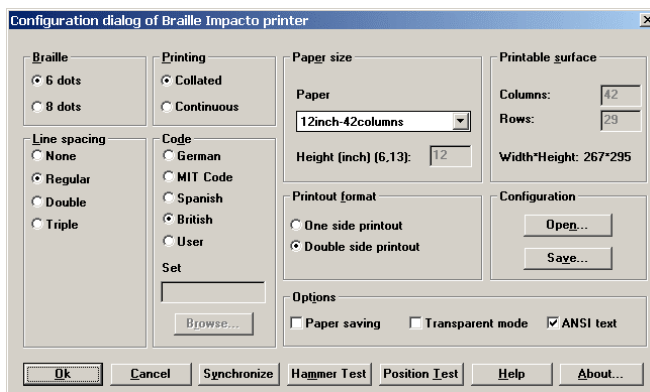 Configuration dialog of Braille Impacto printer
Braille
6 dots
8 dots
Printing
Collated
Continuous
Paper size
Paper
12inch-42columns
Height (inch) (6,13): 12
Printable surface
Columns: 42
Rows: 29
Width*Height: 267*295
Line spacing
None
Regular
Double
Triple
Code
German
MIT Code
Spanish
British
User
Set
Browse...
Printout format
One side printout
Double side printout
Configuration
Open...
Save...
Options
Paper saving Transparent mode ANSI text
Ok Cancel Synchronize Hammer Test Position Test Help About...